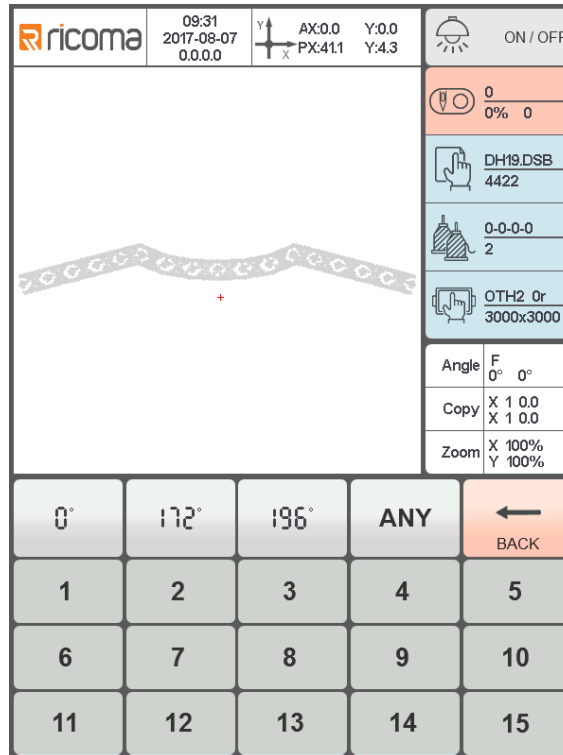 ricoma
09:31
2017-08-07
0.0.0.0
Y
X
AX:0.0 Y:0.0
PX:41.1 Y:4.3
ON / OFF
0
0% 0
DH19.DSB
4422
0-0-0-0
2
OTH2 0r
3000x3000
Angle F
0° 0°
Copy X 1 0.0
X 1 0.0
Zoom X 100%
Y 100%
0° 172° 196° ANY BACK
1 2 3 4 5
6 7 8 9 10
11 12 13 14 15